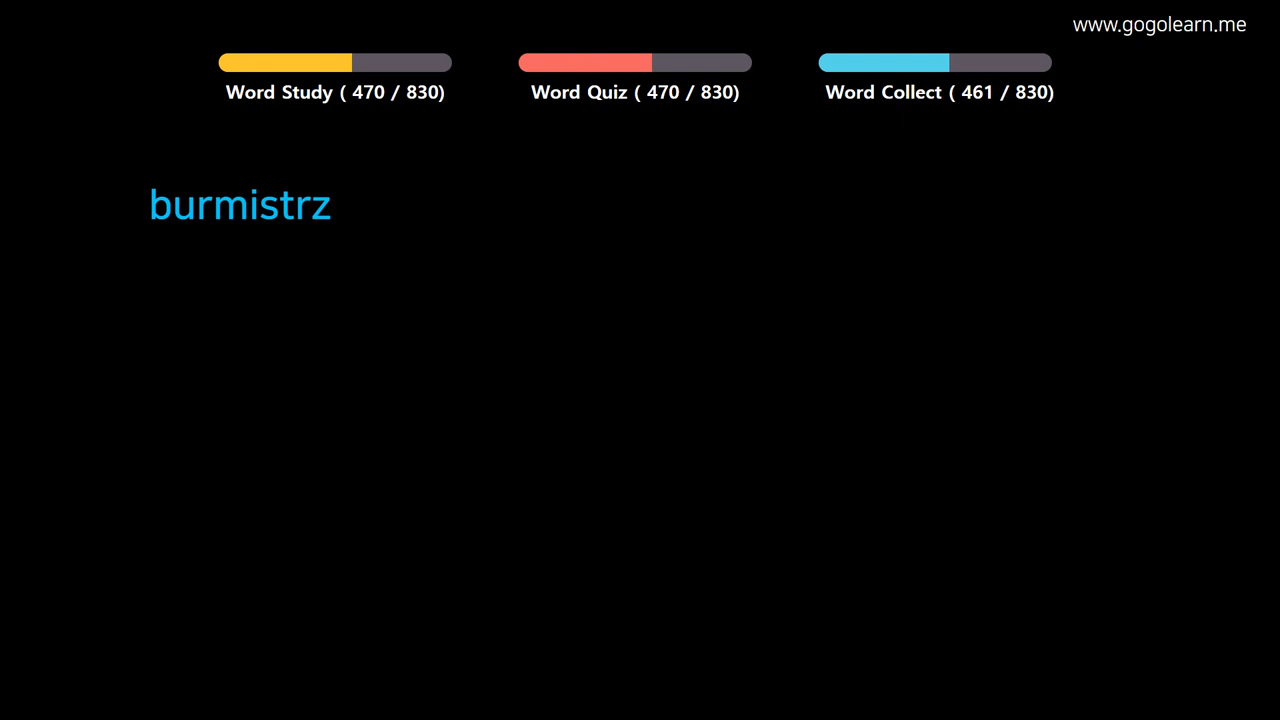 www.gogolearn.me
Word Study ( 470 / 830)
Word Quiz ( 470 / 830)
Word Collect ( 461 / 830)
burmistrz